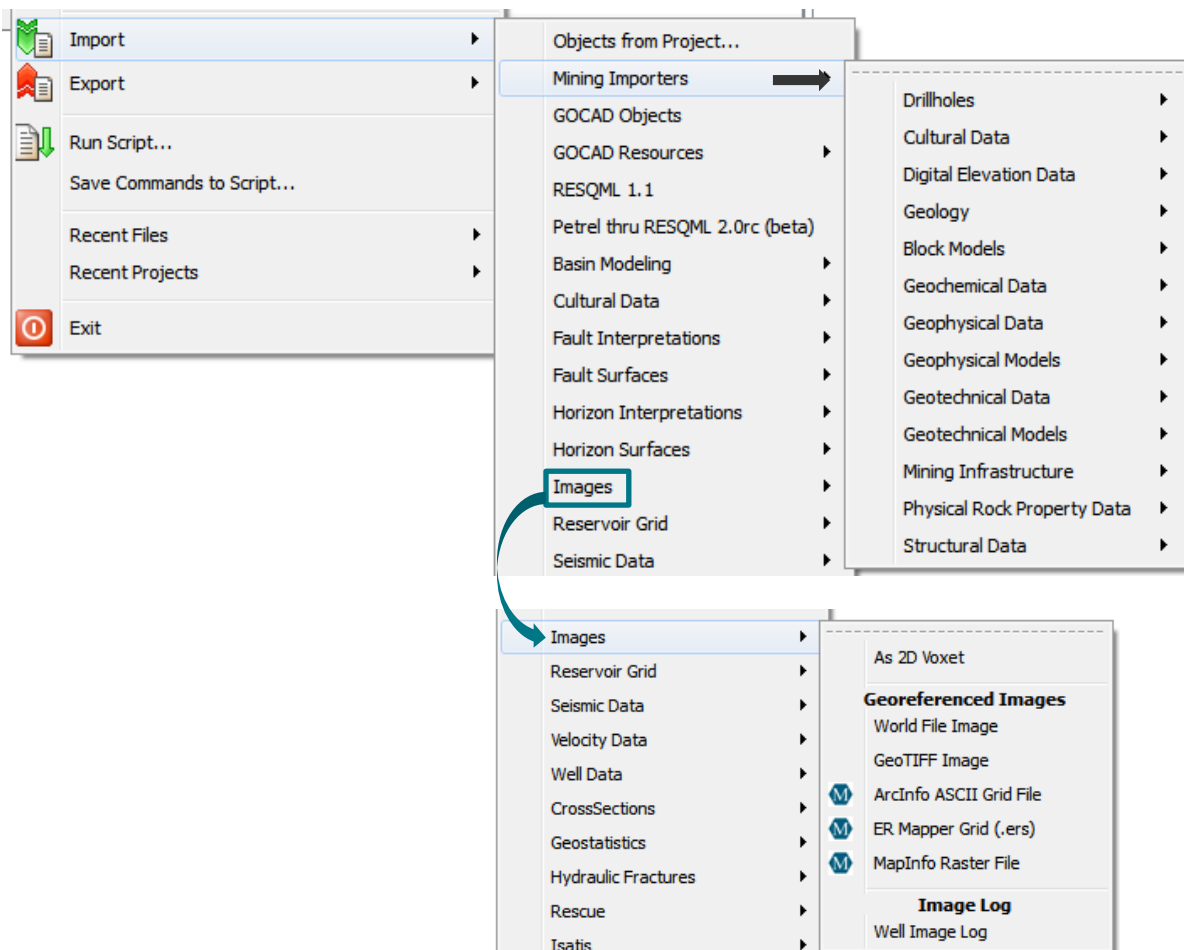 Import
Export
Run Script...
Save Commands to Script...
Recent Files
Recent Projects
Exit
Objects from Project...
Mining Importers
GOCAD Objects
GOCAD Resources
RESQML 1.1
Petrel thru RESQML 2.0rc (beta)
Basin Modeling
Cultural Data
Fault Interpretations
Fault Surfaces
Horizon Interpretations
Horizon Surfaces
Images
Reservoir Grid
Seismic Data
Drillholes
Cultural Data
Digital Elevation Data
Geology
Block Models
Geochemical Data
Geophysical Data
Geophysical Models
Geotechnical Data
Geotechnical Models
Mining Infrastructure
Physical Rock Property Data
Structural Data
Images
Reservoir Grid
Seismic Data
Velocity Data
Well Data
CrossSections
Geostatistics
Hydraulic Fractures
Rescue
Isatis
As 2D Voxet
Georeferenced Images
World File Image
GeoTIFF Image
M ArcInfo ASCII Grid File
M ER Mapper Grid (.ers)
M MapInfo Raster File
Image Log
Well Image Log